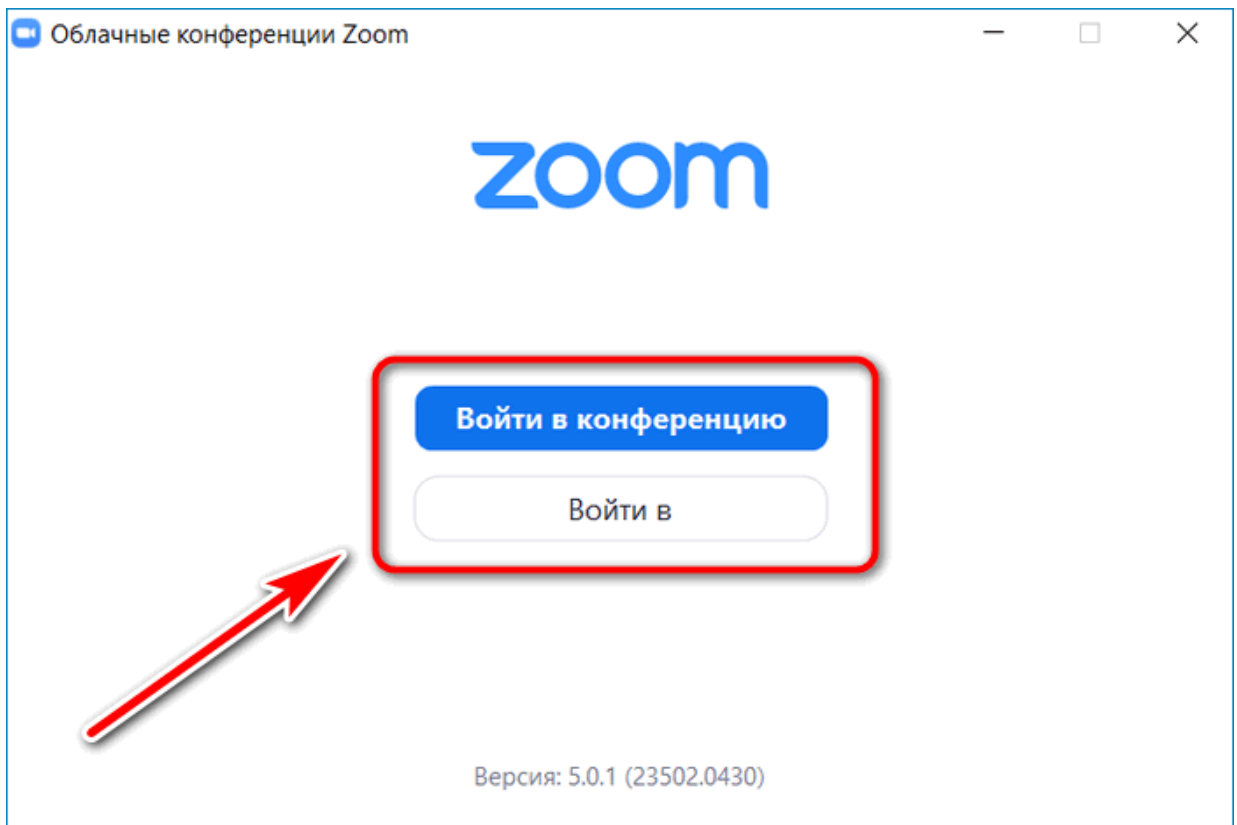 Облачные конференции Zoom
zoom
Войти в конференцию
Войти в
Версия: 5.0.1 (23502.0430)